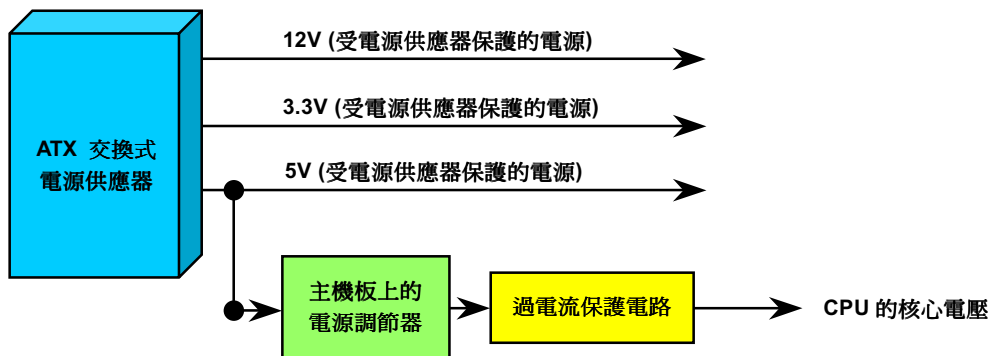 12V (受電源供應器保護的電源)
3.3V (受電源供應器保護的電源)
ATX 交換式
電源供應器
5V (受電源供應器保護的電源)
主機板上的
電源調節器
過電流保護電路
CPU 的核心電壓